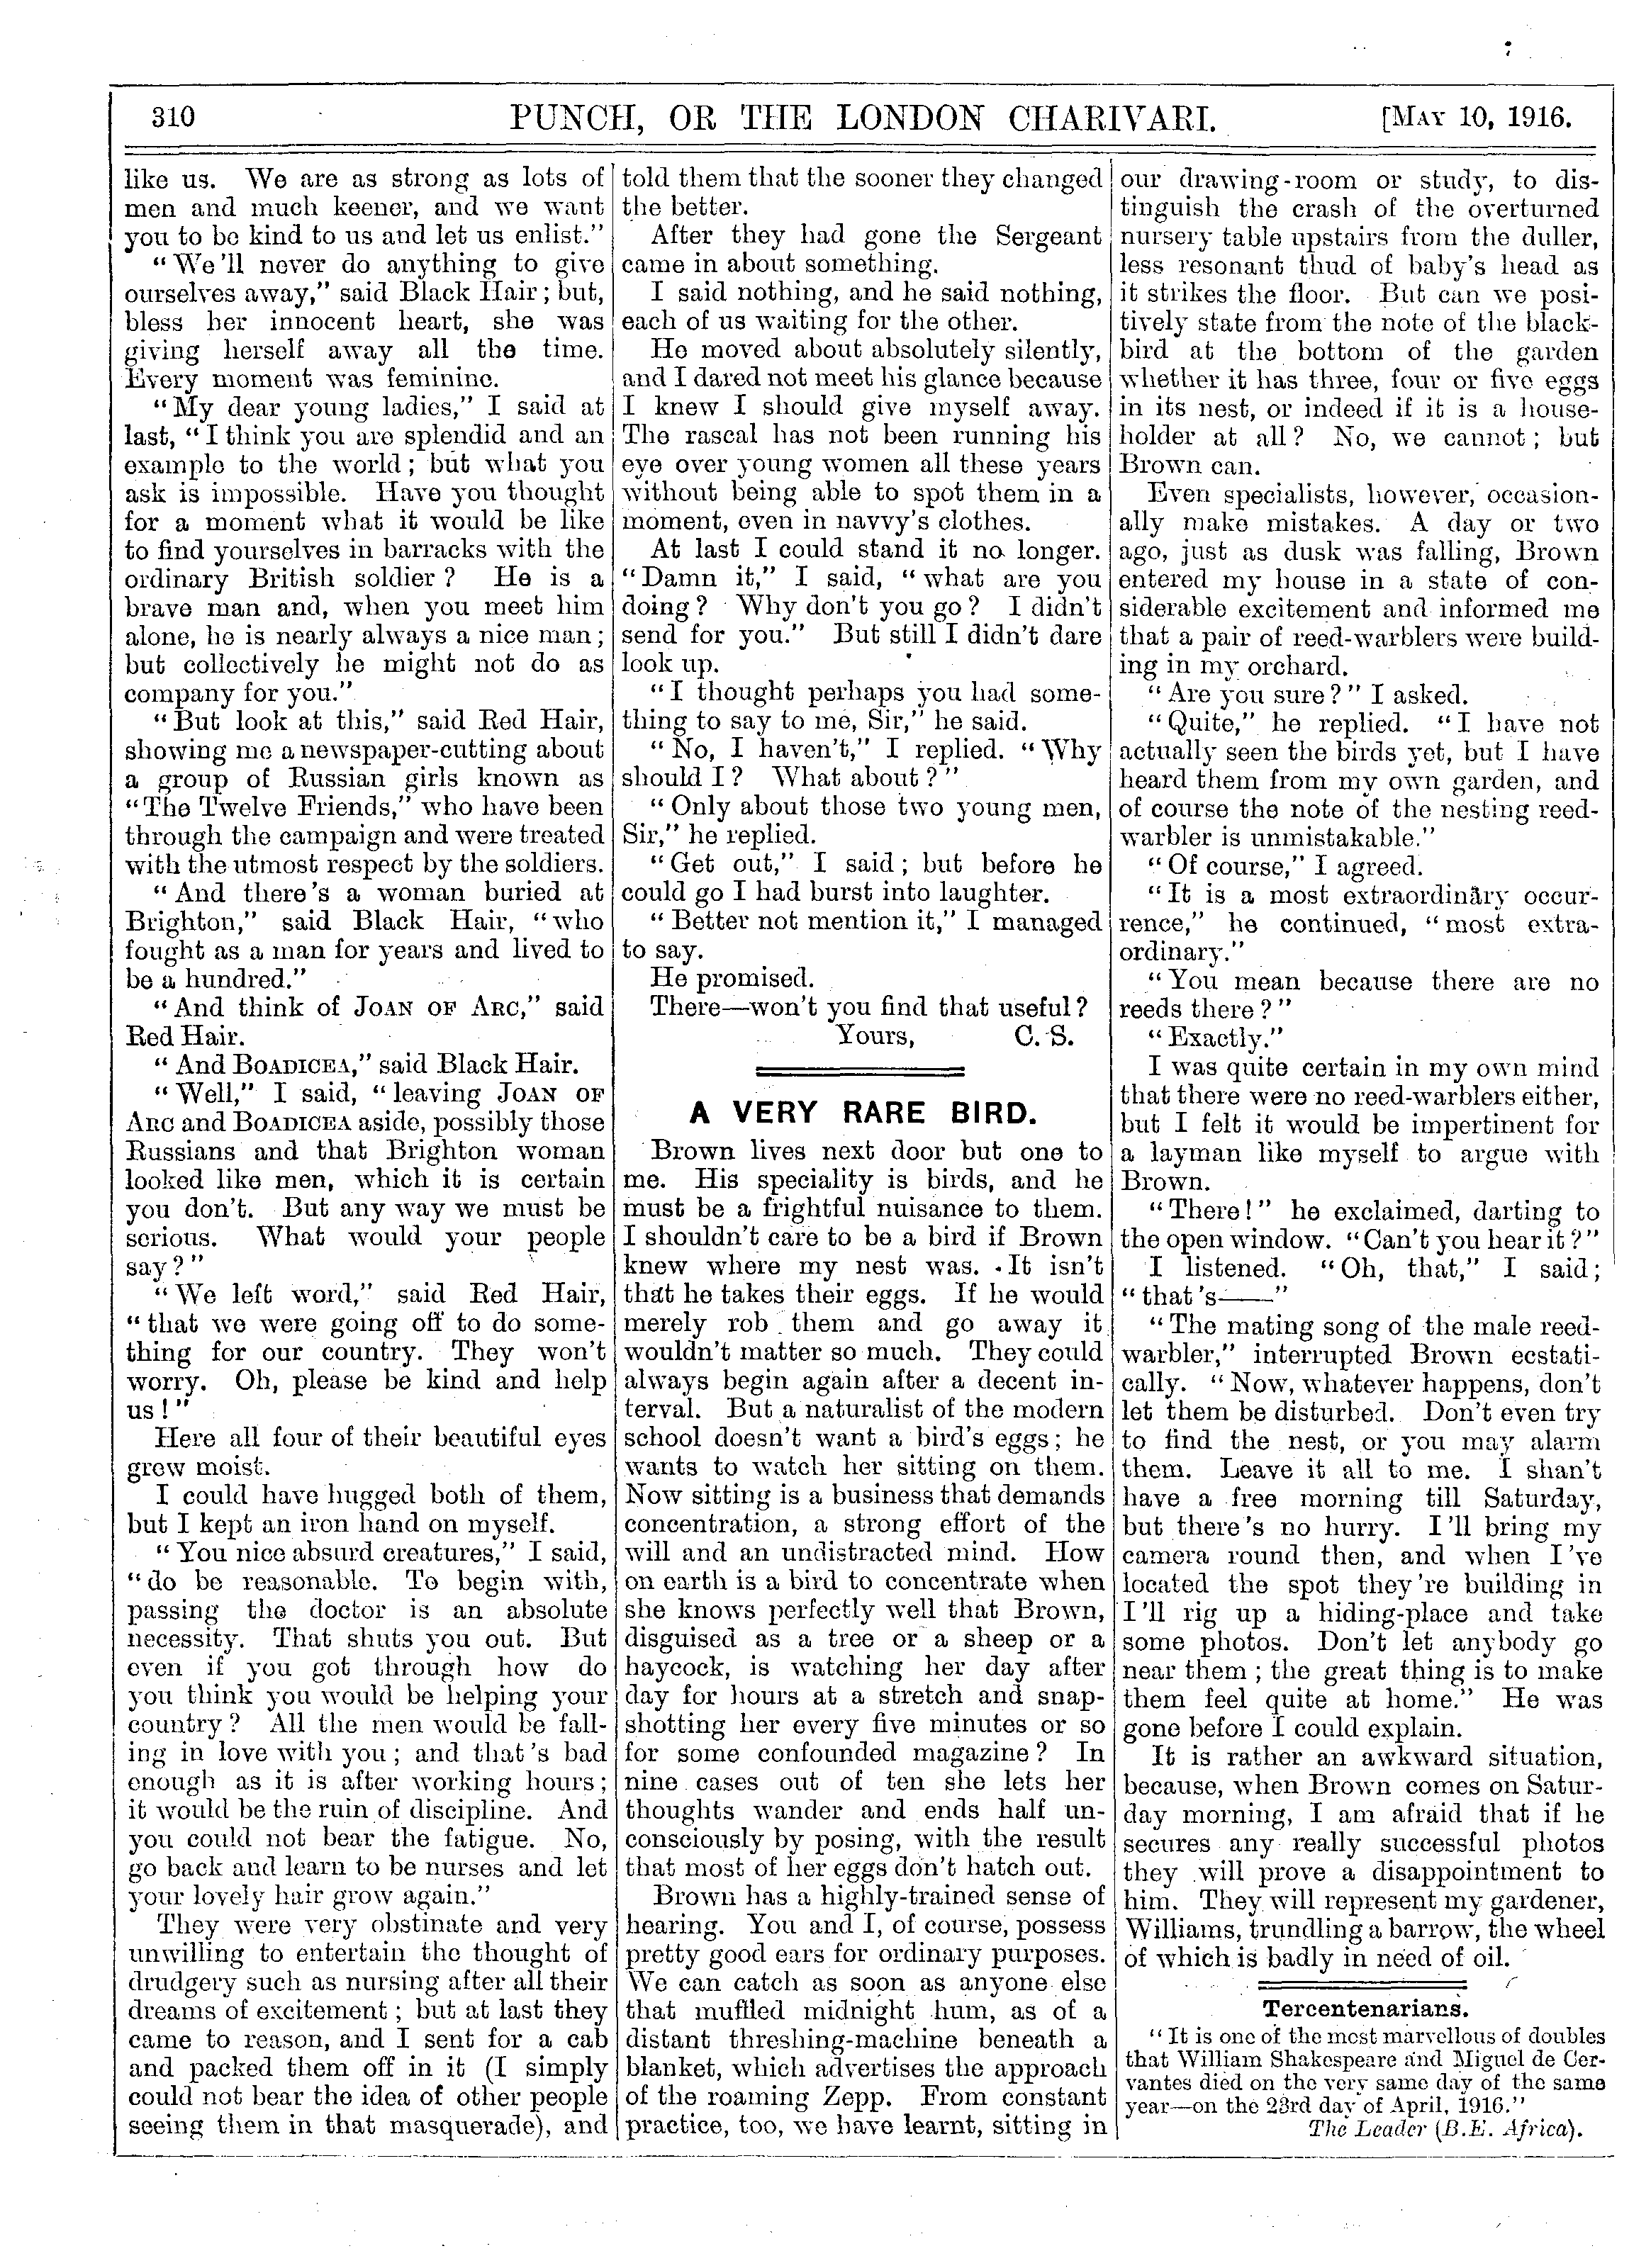 310
PUNCH, OR THE LONDON CHARIVARI.
[MAY 10, 1916.
like us. We are as strong as lots of
men and much keener, and we want
you to be kind to us and let us enlist."
"We'll never do anything to give
ourselves away," said Black Hair; but,
bless her innocent heart, she was
giving herself away all the time.
Every moment was feminine.
"My dear young ladies," I said at
last, "I think you are splendid and an
example to the world; but what you
ask is impossible. Have you thought
for a moment what it would be like
to find yourselves in barracks with the
ordinary British soldier? He is a
brave man and, when you meet him
alone, he is nearly always a nice man;
but collectively he might not do as
company for you."
"But look at this," said Red Hair,
showing me a newspaper-cutting about
a group of Russian girls known as
"The Twelve Friends," who have been
through the campaign and were treated
with the utmost respect by the soldiers.
"And there's a woman buried at
Brighton," said Black Hair, "who
fought as a man for years and lived to
be a hundred."
"And think of JOAN OF ARC," said
Red Hair.
"And BOADICEA," said Black Hair.
"Well," I said, "leaving JOAN OF
ARC and BOADICEA aside, possibly those
Russians and that Brighton woman
looked like men, which it is certain
you don't. But any way we must be
serious. What would your people
say?"
"We left word," said Red Hair,
"that we were going off to do some-
thing for our country. They won't
worry. Oh, please be kind and help
us!"
Here all four of their beautiful eyes
grew moist.
I could have hugged both of them,
but I kept an iron hand on myself.
"You nice absurd creatures," I said,
"do be reasonable. To begin with,
passing the doctor is an absolute
necessity. That shuts you out. But
even if you got through how do
you think you would be helping your
country? All the men would be fall-
ing in love with you; and that's bad
enough as it is after working hours;
it would be the ruin of discipline. And
you could not bear the fatigue. No,
go back and learn to be nurses and let
your lovely hair grow again."
They were very obstinate and very
unwilling to entertain the thought of
drudgery such as nursing after all their
dreams of excitement; but at last they
came to reason, and I sent for a cab
and packed them off in it (I simply
could not bear the idea of other people
seeing them in that masquerade), and
told them that the sooner they changed
the better.
After they had gone the Sergeant
came in about something.
I said nothing, and he said nothing,
each of us waiting for the other.
He moved about absolutely silently,
and I dared not meet his glance because
I knew I should give myself away.
The rascal has not been running his
eye over young women all these years
without being able to spot them in a
moment, even in navvy's clothes.
At last I could stand it no longer.
"Damn it," I said, "what are you
doing? Why don't you go? I didn't
send for you." But still I didn't dare
look up.
"I thought perhaps you had some-
thing to say to me, Sir," he said.
"No, I haven't," I replied. "Why
should I? What about?"
"Only about those two young men,
Sir," he replied.
"Get out," I said; but before he
could go I had burst into laughter.
"Better not mention it," I managed
to say.
He promised.
There—won't you find that useful?
Yours, C. S.
A VERY RARE BIRD.
Brown lives next door but one to
me. His speciality is birds, and he
must be a frightful nuisance to them.
I shouldn't care to be a bird if Brown
knew where my nest was. It isn't
that he takes their eggs. If he would
merely rob them and go away it
wouldn't matter so much. They could
always begin again after a decent in-
terval. But a naturalist of the modern
school doesn't want a bird's eggs; he
wants to watch her sitting on them.
Now sitting is a business that demands
concentration, a strong effort of the
will and an undistracted mind. How
on earth is a bird to concentrate when
she knows perfectly well that Brown,
disguised as a tree or a sheep or a
haycock, is watching her day after
day for hours at a stretch and snap-
shotting her every five minutes or so
for some confounded magazine? In
nine cases out of ten she lets her
thoughts wander and ends half un-
consciously by posing, with the result
that most of her eggs don't hatch out.
Brown has a highly-trained sense of
hearing. You and I, of course, possess
pretty good ears for ordinary purposes.
We can catch as soon as anyone else
that muffled midnight hum, as of a
distant threshing-machine beneath a
blanket, which advertises the approach
of the roaming Zepp. From constant
practice, too, we have learnt, sitting in
our drawing-room or study, to dis-
tinguish the crash of the overturned
nursery table upstairs from the duller,
less resonant thud of baby's head as
it strikes the floor. But can we posi-
tively state from the note of the black-
bird at the bottom of the garden
whether it has three, four or five eggs
in its nest, or indeed if it is a house-
holder at all? No, we cannot; but
Brown can.
Even specialists, however, occasion-
ally make mistakes. A day or two
ago, just as dusk was falling, Brown
entered my house in a state of con-
siderable excitement and informed me
that a pair of reed-warblers were build-
ing in my orchard.
"Are you sure?" I asked.
"Quite," he replied. "I have not
actually seen the birds yet, but I have
heard them from my own garden, and
of course the note of the nesting reed-
warbler is unmistakable."
"Of course," I agreed.
"It is a most extraordinary occur-
rence," he continued, "most extra-
ordinary."
"You mean because there are no
reeds there?"
"Exactly."
I was quite certain in my own mind
that there were no reed-warblers either,
but I felt it would be impertinent for
a layman like myself to argue with
Brown.
"There!" he exclaimed, darting to
the open window. "Can't you hear it?"
I listened. "Oh, that," I said;
"that's——"
"The mating song of the male reed-
warbler," interrupted Brown ecstati-
cally. "Now, whatever happens, don't
let them be disturbed. Don't even try
to find the nest, or you may alarm
them. Leave it all to me. I shan't
have a free morning till Saturday,
but there's no hurry. I'll bring my
camera round then, and when I've
located the spot they're building in
I'll rig up a hiding-place and take
some photos. Don't let anybody go
near them; the great thing is to make
them feel quite at home." He was
gone before I could explain.
It is rather an awkward situation,
because, when Brown comes on Satur-
day morning, I am afraid that if he
secures any really successful photos
they will prove a disappointment to
him. They will represent my gardener,
Williams, trundling a barrow, the wheel
of which is badly in need of oil.
Tercentenarians.
"It is one of the most marvellous of doubles
that William Shakespeare and Miguel de Cer-
vantes died on the very same day of the same
year—on the 23rd day of April, 1916."
The Leader (B.E. Africa).